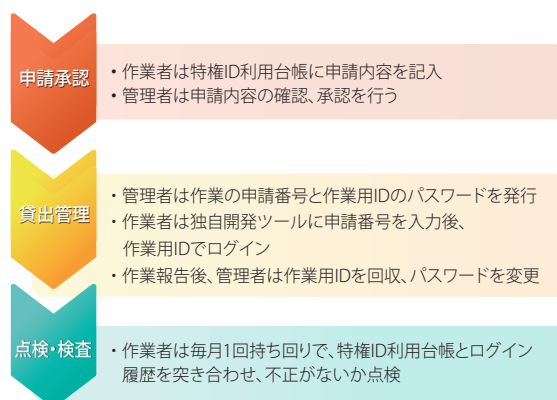 申請承認
・作業者は特権ID利用台帳に申請内容を記入
・管理者は申請内容の確認、承認を行う
貸出管理
・管理者は作業の申請番号と作業用IDのパスワードを発行
・作業者は独自開発ツールに申請番号を入力後、
作業用IDでログイン
・作業報告後、管理者は作業用IDを回収、パスワードを変更
点検・検査
・作業者は毎月1回持ち回りで、特権ID利用台帳とログイン
履歴を突き合わせ、不正がないか点検